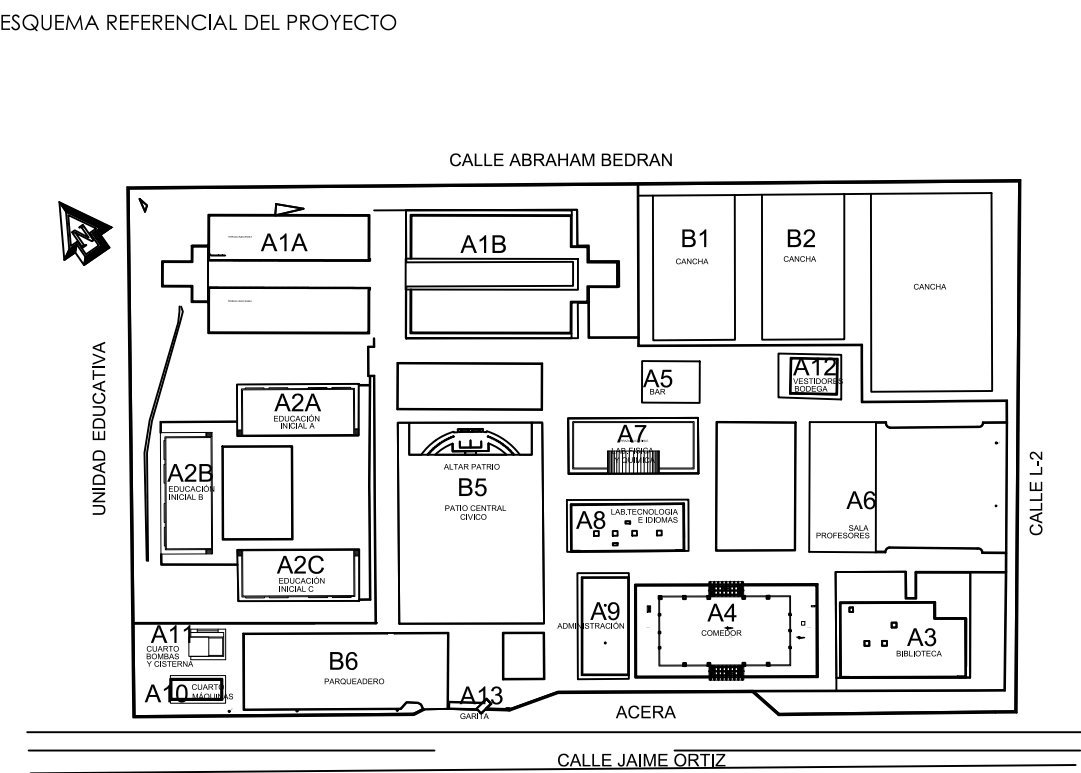 ESQUEMA REFERENCIAL DEL PROYECTO
CALLE ABRAHAM BEDRAN
N
A1A
A1B
B1
CANCHA
B2
CANCHA
CANCHA
UNIDAD EDUCATIVA
A2A
EDUCACIÓN
INICIAL A
A5
BAR
A12
VESTIDORES
BODEGA
A2B
EDUCACIÓN
INICIAL B
ALTAR PATRIO
B5
PATIO CENTRAL
CIVICO
A7
LAB.FISICA
Y QUIMICA
A8
LAB.TECNOLOGIA
E IDIOMAS
A6
SALA
PROFESORES
CALLE L-2
A2C
EDUCACIÓN
INICIAL C
A9
ADMINISTRACIÓN
A4
COMEDOR
A3
BIBLIOTECA
A11
CUARTO
BOMBAS
Y CISTERNA
A10
CUARTO
MÁQUINAS
B6
PARQUEADERO
A13
GARITA
ACERA
CALLE JAIME ORTIZ